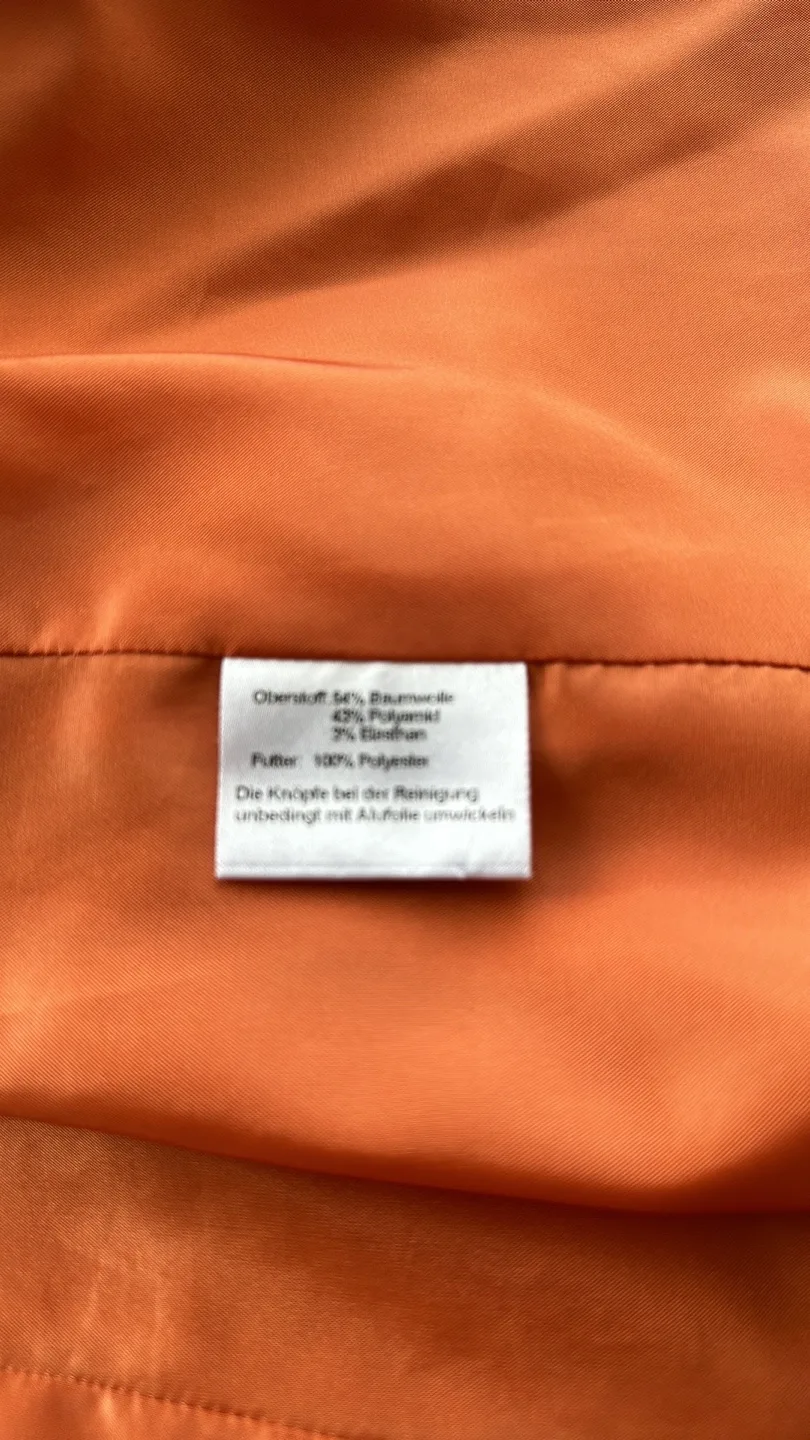 Oberstoff 54% Baumwolle
43% Polyamid
3% Elasthan
Futter 100% Polyester
Die Knöpfe bei der Reinigung
unbedingt mit Alufolie umwickeln